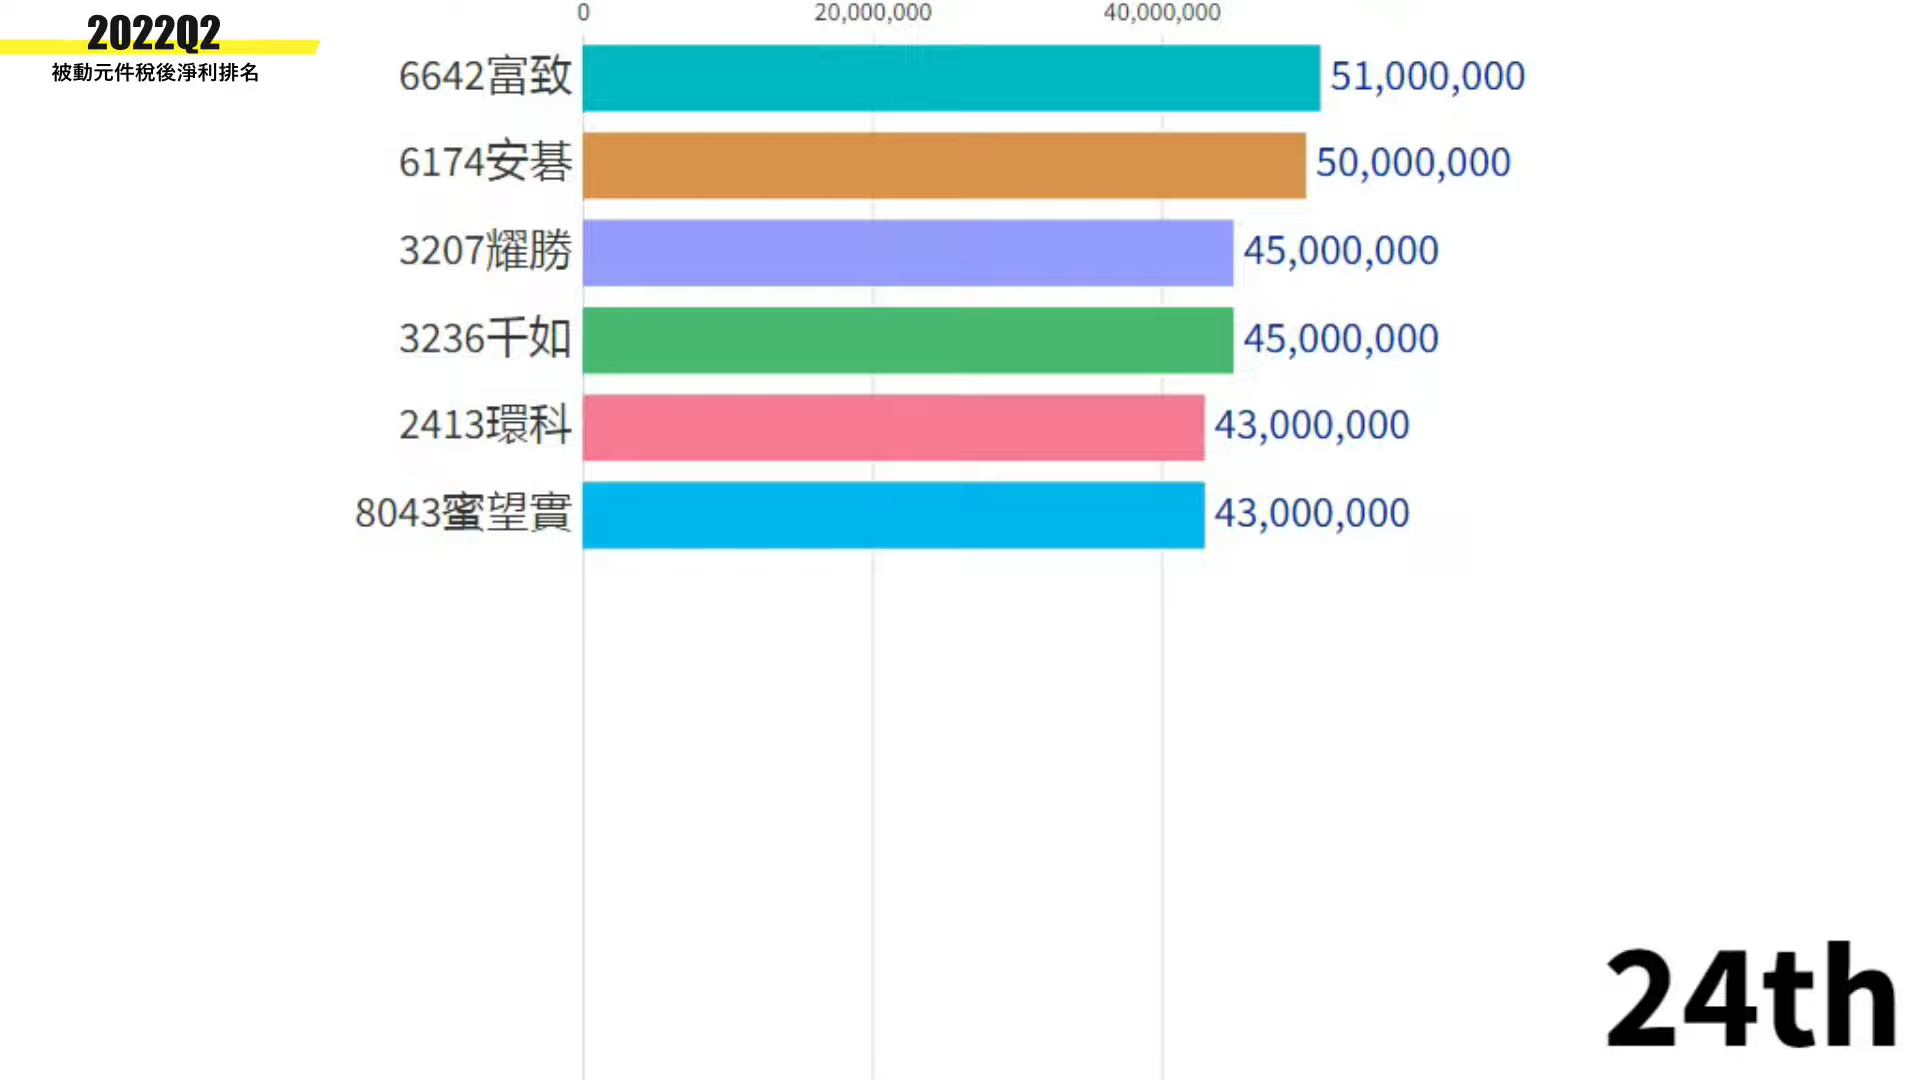 2022Q2
被動元件稅後淨利排名
0 20,000,000 40,000,000
6642富致 51,000,000
6174安碁 50,000,000
3207耀勝 45,000,000
3236千如 45,000,000
2413環科 43,000,000
8043蜜望實 43,000,000
24th